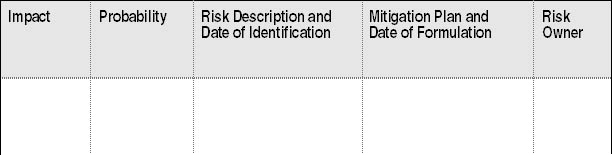 Impact
Probability
Risk Description and
Date of Identification
Mitigation Plan and
Date of Formulation
Risk
Owner